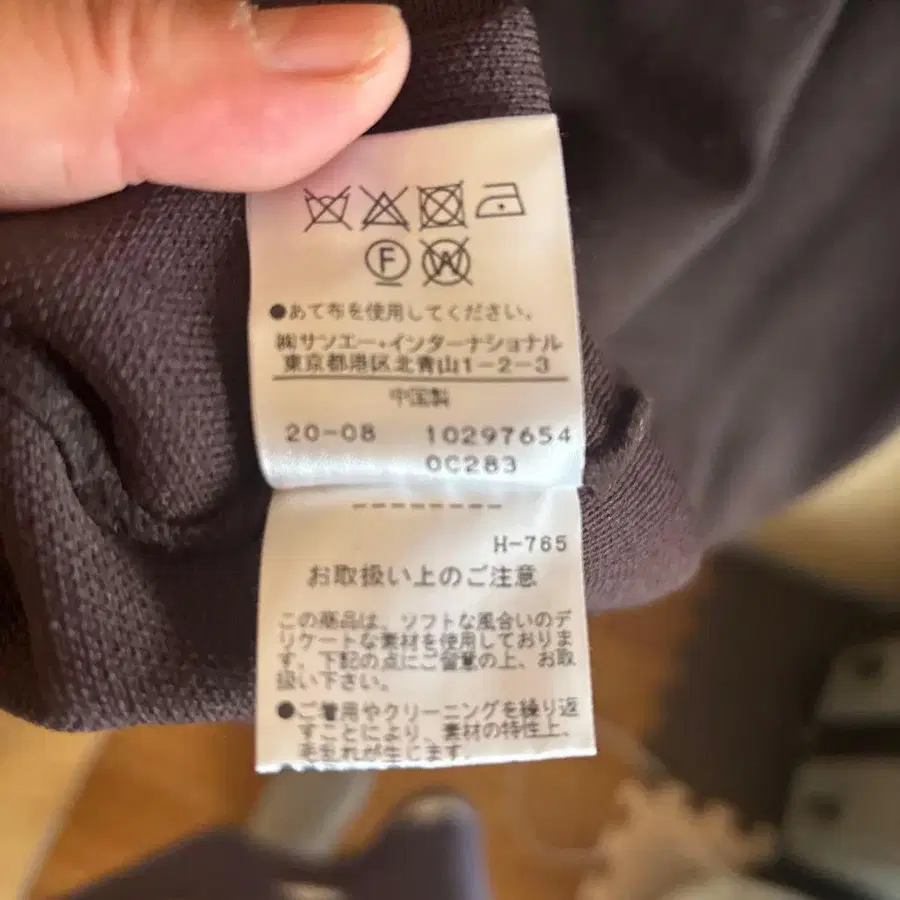 F W
●あて布を使用してください。
㈱サンエー・インターナショナル
東京都港区北青山1-2-3
中国製
20-08 10297654
0C283
--------
H-765
お取扱い上のご注意
この商品は、ソフトな風合いのデ
リケートな素材を使用しておりま
す。下記の点にご留意の上、お取
扱い下さい。
●ご着用やクリーニングを繰り返
すことにより、素材の特性上、
毛乱れが生じます。